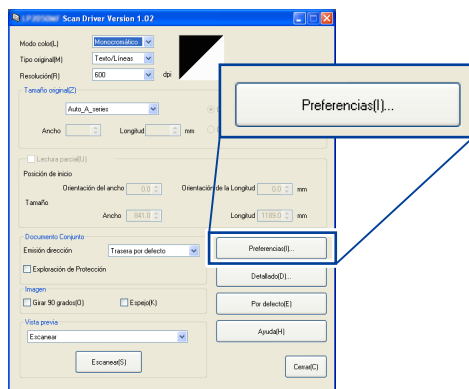 Scan Driver Version 1.02
Modo color(L) Monocromático
Tipo original(M) Texto/Líneas
Resolución(R) 600 dpi
Tamaño original(Z)
Auto_A_series
Ancho Longitud mm
Preferencias(I)...
Lectura parcial(U)
Posición de inicio
Orientación del ancho 0.0 Orientación de la Longitud 0.0 mm
Tamaño
Ancho 841.0 Longitud 1189.0 mm
Documento Conjunto
Emisión dirección Trasera por defecto
Exploración de Protección
Preferencias(I)...
Detallado(D)...
Imagen
Girar 90 grados(O) Espejo(K)
Por defecto(E)
Vista previa
Escanear
Ayuda(H)
Escanear(S)
Cerrar(C)